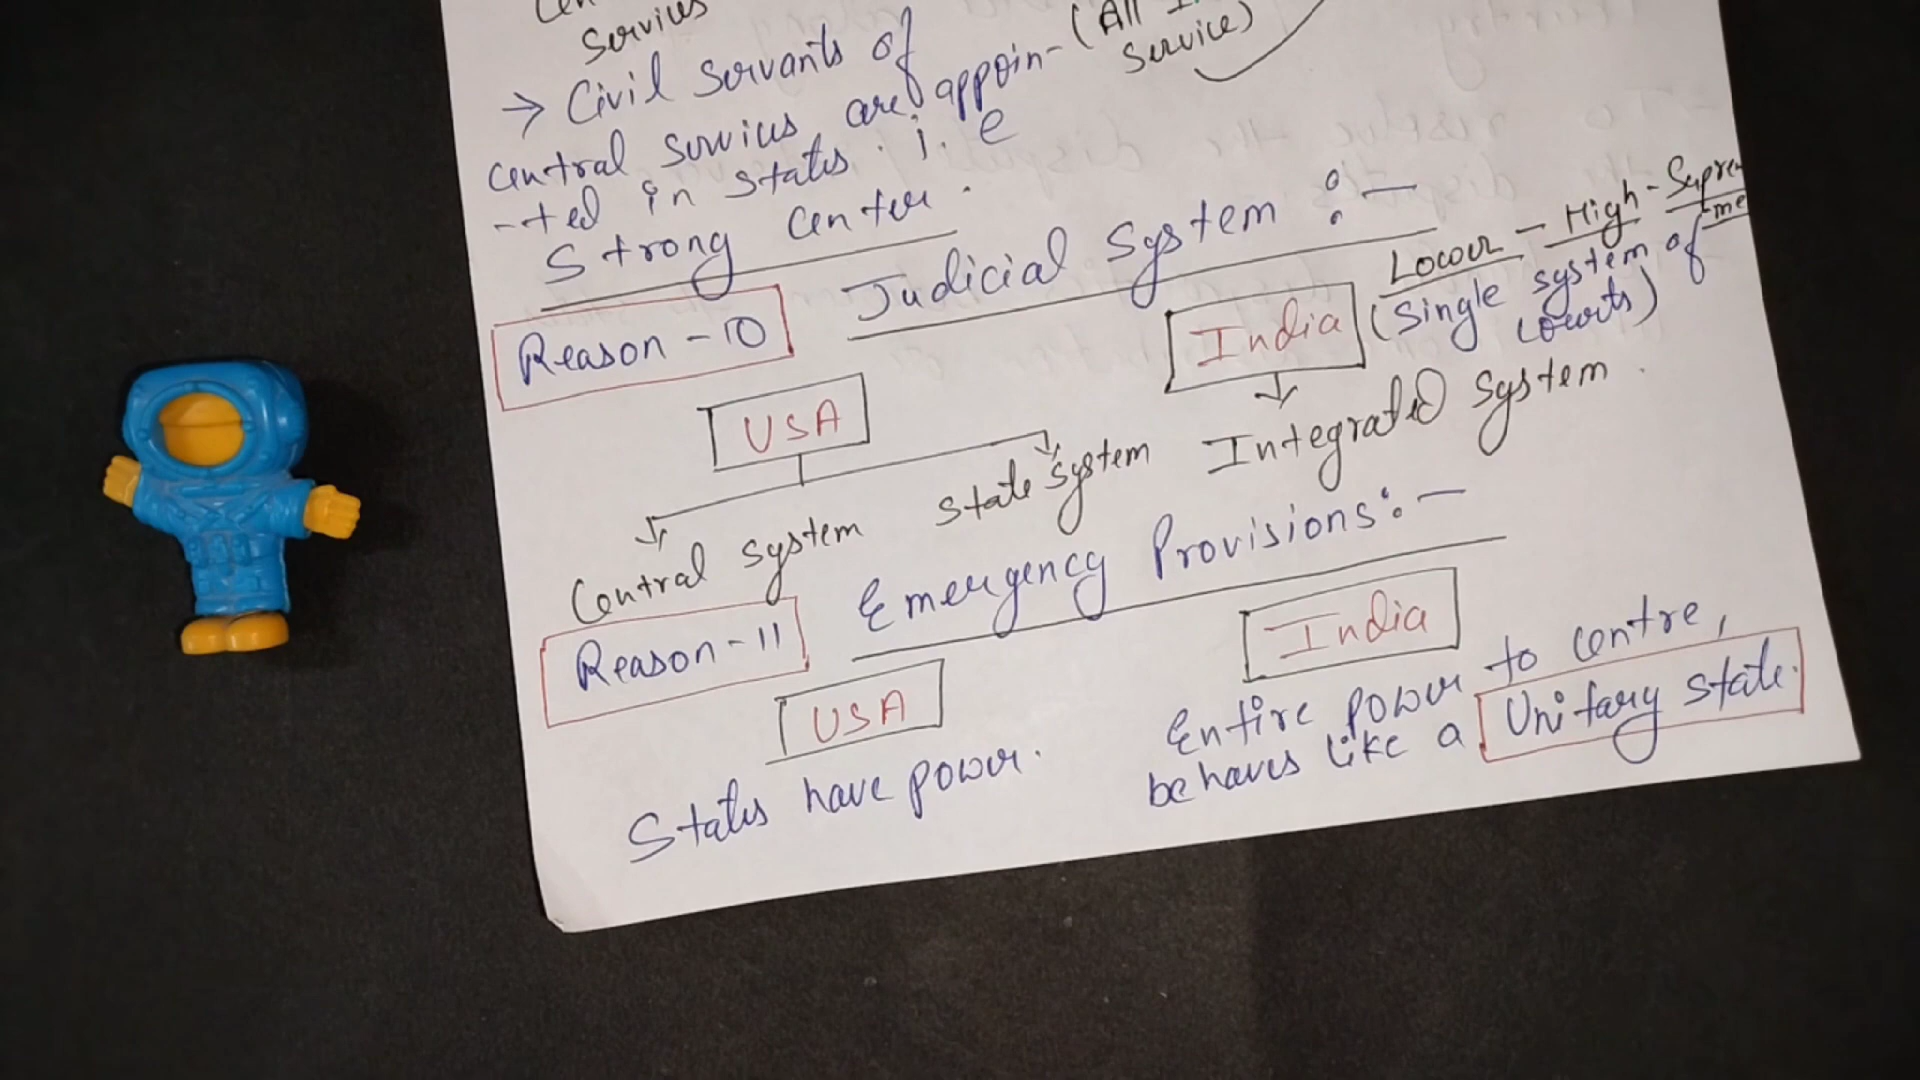 Services
(All
Service)
→ Civil Servants of
central services are appoin-
-ted in states. i.e
Strong Center.
Reason - 10
Judicial System :-
Lower - High - Supre
-me
USA
India
(Single system of
courts)
Central System
State System
Integrated System.
Reason - 11
Emergency Provisions :-
USA
India
States have power.
Entire power to centre,
behaves like a Unitary state.